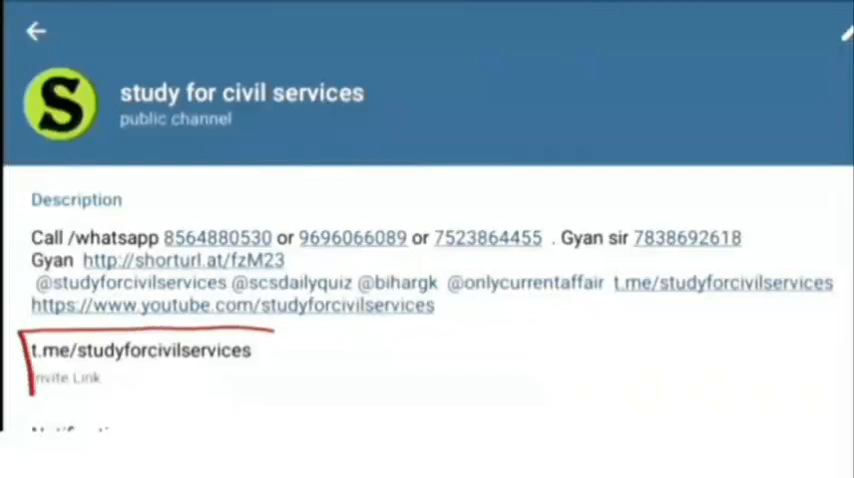 S
study for civil services
public channel
Description
Call /whatsapp 8564880530 or 9696066089 or 7523864455 . Gyan sir 7838692618
Gyan http://shorturl.at/fzM23
@studyforcivilservices @scsdailyquiz @bihargk @onlycurrentaffair t.me/studyforcivilservices
https://www.youtube.com/studyforcivilservices
t.me/studyforcivilservices
Invite Link